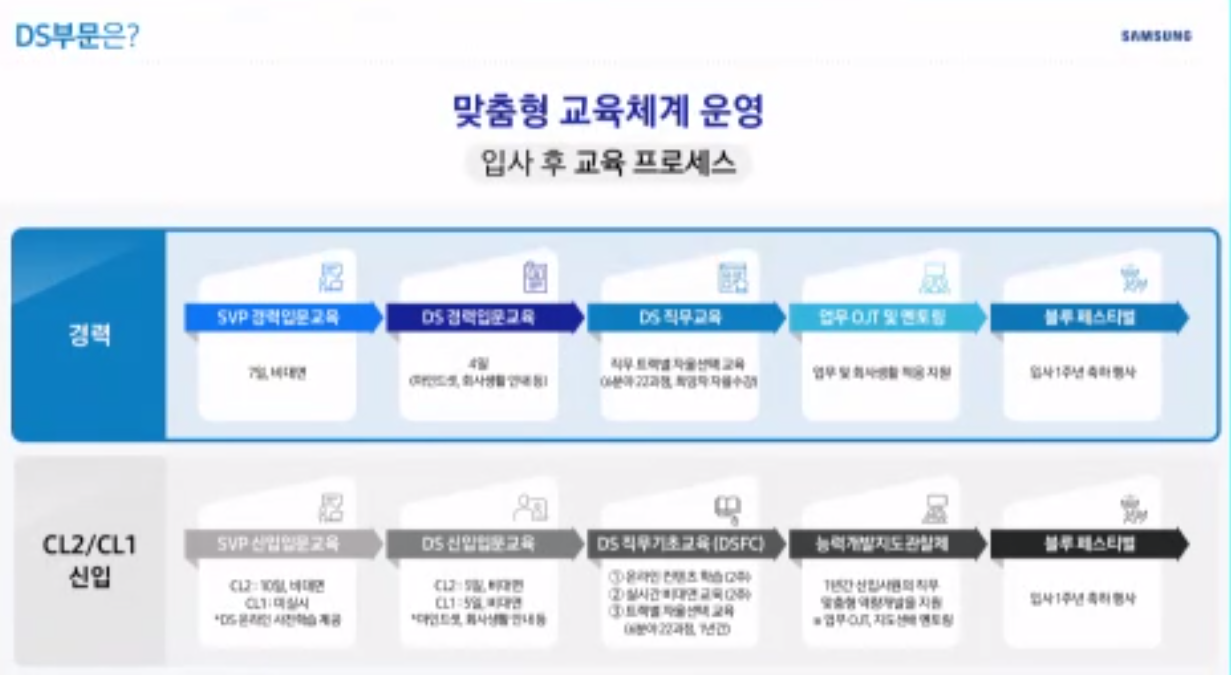 DS부문은?
SAMSUNG
맞춤형 교육체계 운영
입사 후 교육 프로세스
경력
SVP 경력입문교육
7일, 비대면
DS 경력입문교육
4일
(마인드셋, 회사생활 안내 등)
DS 직무교육
직무 트랙별 자율선택 교육
(6분야 22과정, 희망자 자율수강)
업무 OJT 및 멘토링
업무 및 회사생활 적응 지원
블루 페스티벌
입사 1주년 축하 행사
CL2/CL1
신입
SVP 신입입문교육
CL2 : 10일, 비대면
CL1 : 미실시
*DS 온라인 사전학습 제공
DS 신입입문교육
CL2 : 3일, 비대면
CL1 : 5일, 비대면
*마인드셋, 회사생활 안내 등
DS 직무기초교육 (DSFC)
① 온라인 컨텐츠 학습 (2주)
② 실시간 비대면 교육 (2주)
③ 트랙별 자율선택 교육
(6분야 22과정, 1년간)
능력개발지도관찰제
1년간 신입사원의 직무
맞춤형 역량개발을 지원
※ 업무 OJT, 지도선배 멘토링
블루 페스티벌
입사 1주년 축하 행사